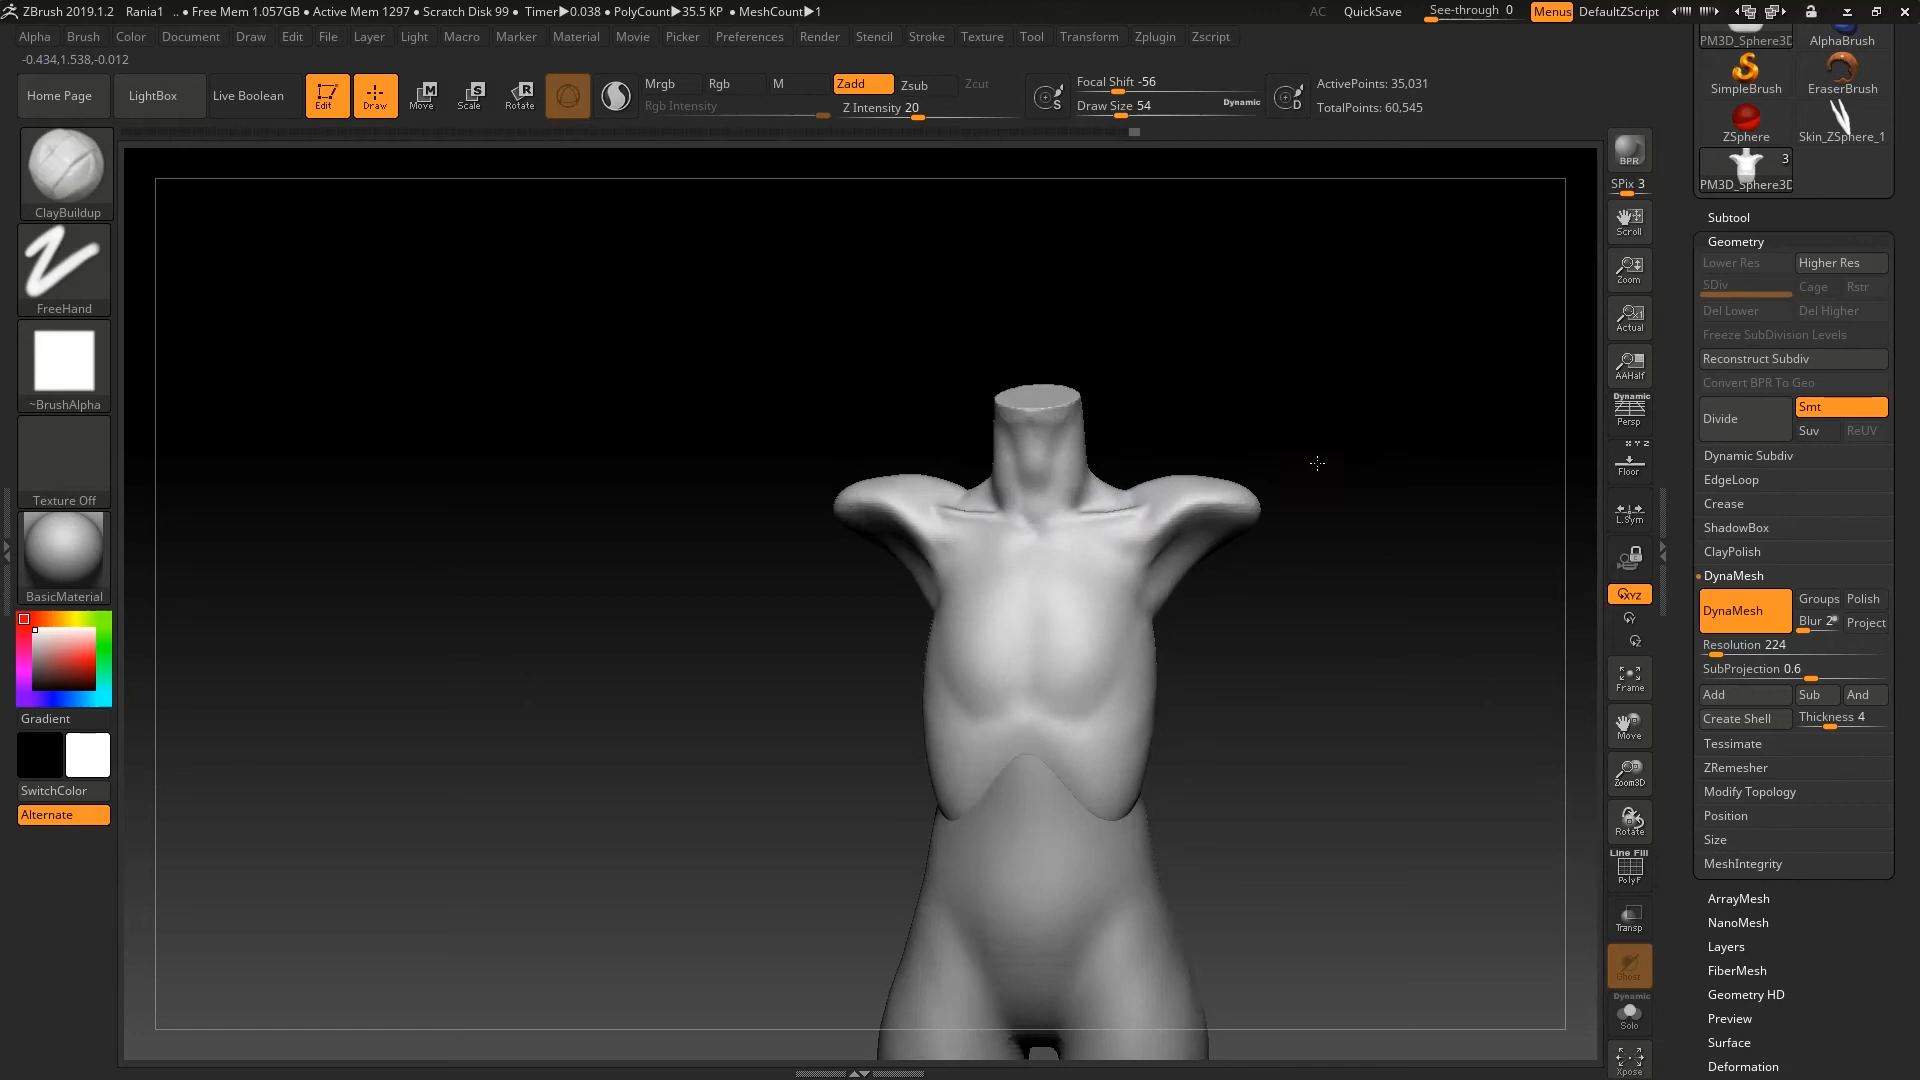 ZBrush 2019.1.2 Rania1 .. • Free Mem 1.057GB • Active Mem 1297 • Scratch Disk 99 • Timer▶0.038 • PolyCount▶35.5 KP • MeshCount▶1 AC QuickSave See-through 0 Menus DefaultZScript
Alpha Brush Color Document Draw Edit File Layer Light Macro Marker Material Movie Picker Preferences Render Stencil Stroke Texture Tool Transform Zplugin Zscript
-0.434,1.538,-0.012
Home Page LightBox Live Boolean Edit Draw Move Scale Rotate
Mrgb Rgb M Zadd Zsub Zcut
Rgb Intensity Z Intensity 20
Focal Shift -56
Draw Size 54 Dynamic
ActivePoints: 35,031
TotalPoints: 60,545
ClayBuildup
FreeHand
~BrushAlpha
Texture Off
BasicMaterial
Gradient
SwitchColor
Alternate
BPR
SPix 3
Scroll
Zoom
Actual
AAHalf
Dynamic
Persp
X Y Z
Floor
L.Sym
XYZ
Y
Z
Frame
Move
Zoom3D
Rotate
Line Fill
PolyF
Transp
Ghost
Dynamic
Solo
Xpose
PM3D_Sphere3D AlphaBrush
SimpleBrush EraserBrush
ZSphere Skin_ZSphere_1
3
PM3D_Sphere3D
Subtool
Geometry
Lower Res Higher Res
SDiv Cage Rstr
Del Lower Del Higher
Freeze SubDivision Levels
Reconstruct Subdiv
Convert BPR To Geo
Divide Smt
Suv ReUV
Dynamic Subdiv
EdgeLoop
Crease
ShadowBox
ClayPolish
DynaMesh
DynaMesh Groups Polish
Blur 2 Project
Resolution 224
SubProjection 0.6
Add Sub And
Create Shell Thickness 4
Tessimate
ZRemesher
Modify Topology
Position
Size
MeshIntegrity
ArrayMesh
NanoMesh
Layers
FiberMesh
Geometry HD
Preview
Surface
Deformation